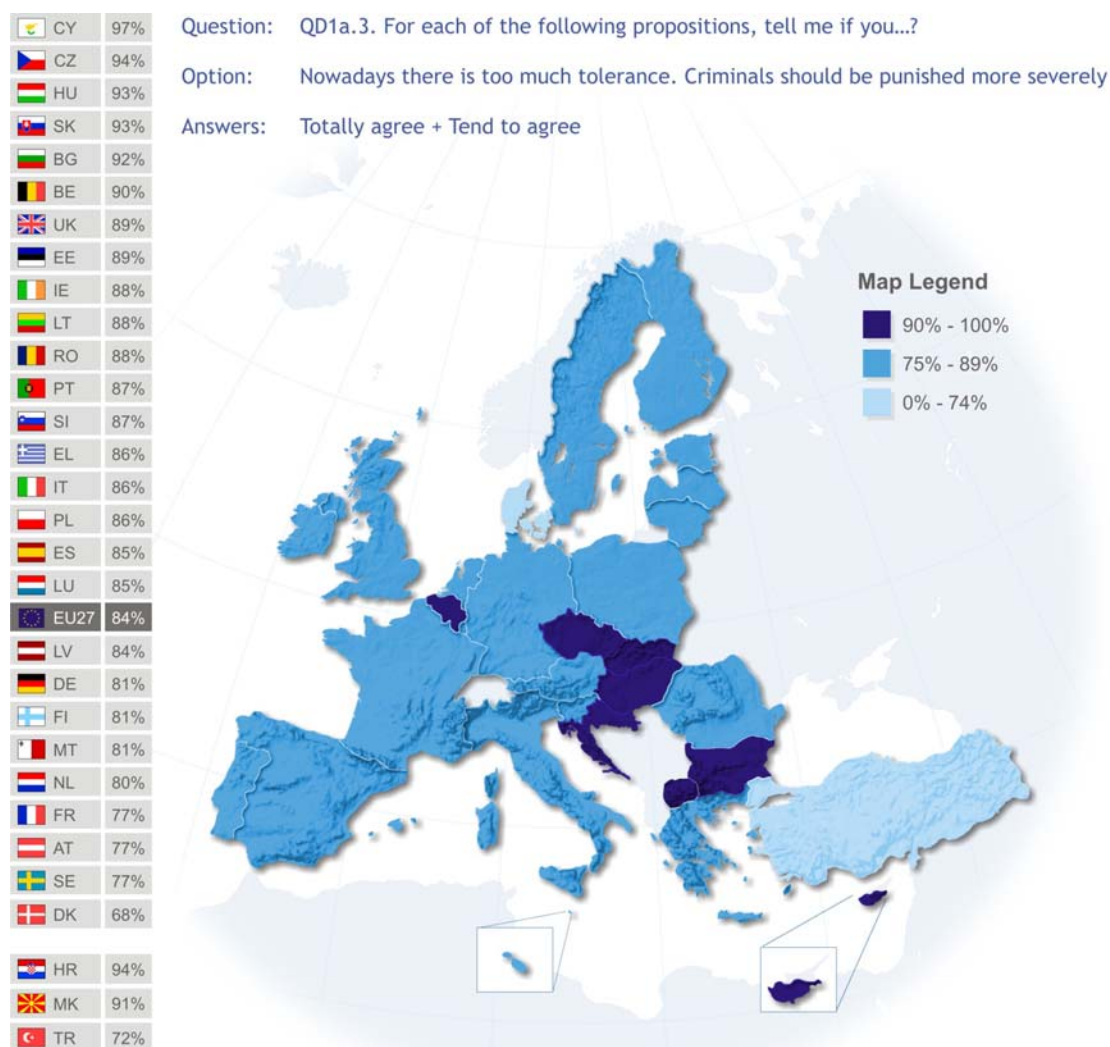 Question: QD1a.3. For each of the following propositions, tell me if you...?
Option: Nowadays there is too much tolerance. Criminals should be punished more severely
Answers: Totally agree + Tend to agree
CY 97%
CZ 94%
HU 93%
SK 93%
BG 92%
BE 90%
UK 89%
EE 89%
IE 88%
LT 88%
RO 88%
PT 87%
SI 87%
EL 86%
IT 86%
PL 86%
ES 85%
LU 85%
EU27 84%
LV 84%
DE 81%
FI 81%
MT 81%
NL 80%
FR 77%
AT 77%
SE 77%
DK 68%
HR 94%
MK 91%
TR 72%
Map Legend
90% - 100%
75% - 89%
0% - 74%